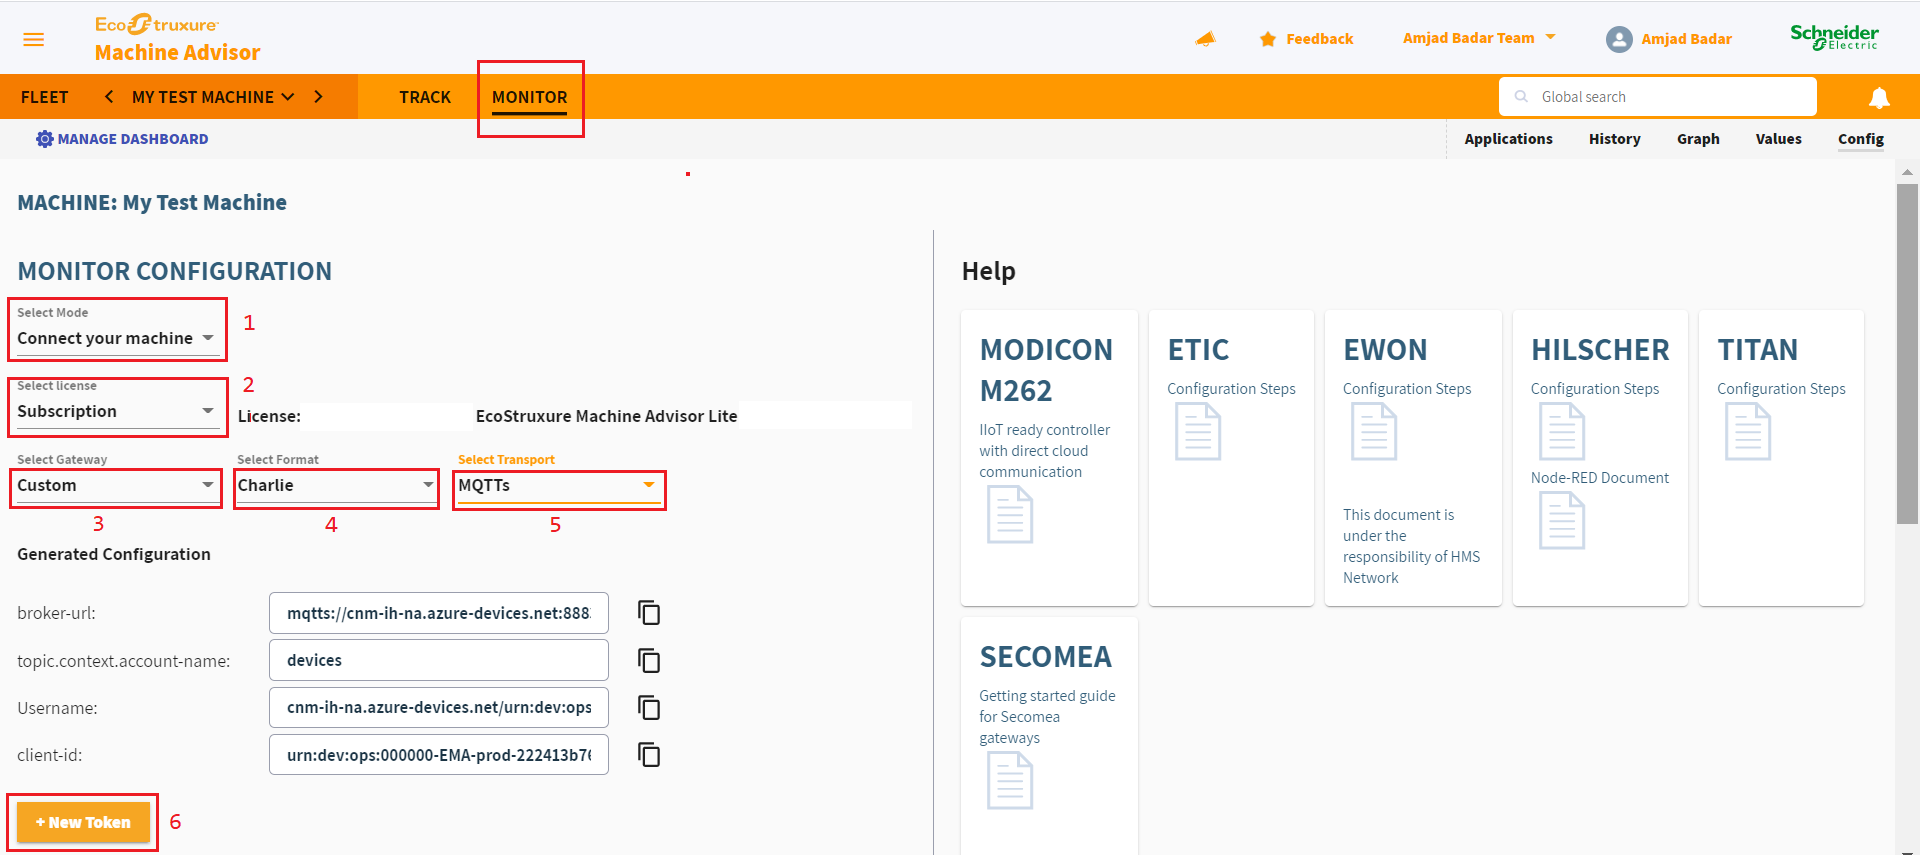 EcoStruxure
Machine Advisor
Feedback
Amjad Badar Team
Amjad Badar
Schneider
Electric
FLEET
MY TEST MACHINE
TRACK
MONITOR
Global search
MANAGE DASHBOARD
Applications
History
Graph
Values
Config
MACHINE: My Test Machine
MONITOR CONFIGURATION
Select Mode
Connect your machine
1
Select license
Subscription
2
License:
EcoStruxure Machine Advisor Lite
Select Gateway
Custom
3
Select Format
Charlie
4
Select Transport
MQTTs
5
Generated Configuration
broker-url:
mqtts://cnm-ih-na.azure-devices.net:888
topic.context.account-name:
devices
Username:
cnm-ih-na.azure-devices.net/urn:dev:ops
client-id:
urn:dev:ops:000000-EMA-prod-222413b76
+ New Token
6
Help
MODICON
M262
IIoT ready controller
with direct cloud
communication
ETIC
Configuration Steps
EWON
Configuration Steps
This document is
under the
responsibility of HMS
Network
HILSCHER
Configuration Steps
Node-RED Document
TITAN
Configuration Steps
SECOMEA
Getting started guide
for Secomea
gateways